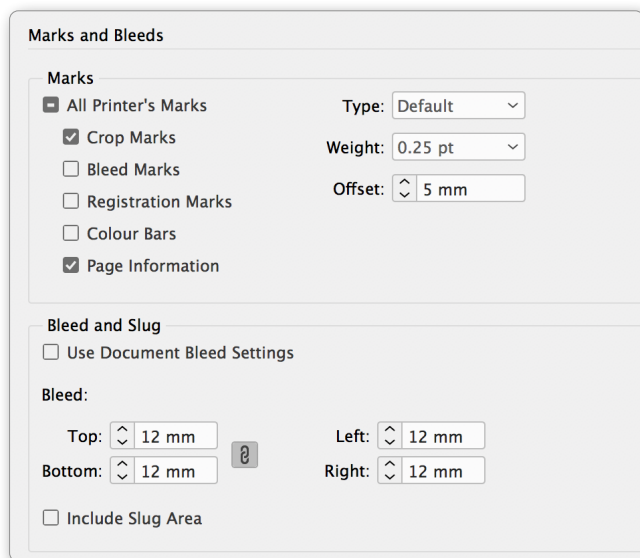 Marks and Bleeds
Marks
All Printer's Marks
Type: Default
Crop Marks
Weight: 0.25 pt
Bleed Marks
Offset: 5 mm
Registration Marks
Colour Bars
Page Information
Bleed and Slug
Use Document Bleed Settings
Bleed:
Top: 12 mm
Left: 12 mm
Bottom: 12 mm
Right: 12 mm
Include Slug Area